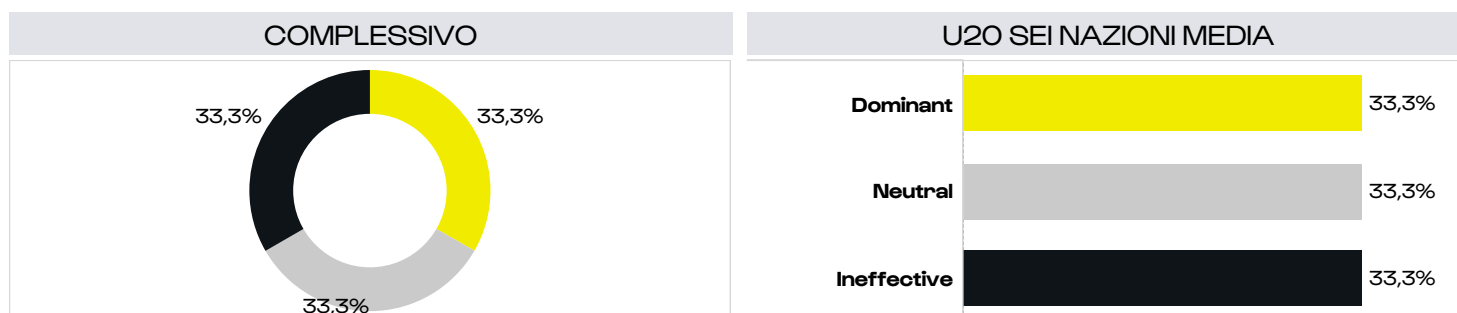 COMPLESSIVO
33,3%
33,3%
33,3%
U20 SEI NAZIONI MEDIA
Dominant 33,3%
Neutral 33,3%
Ineffective 33,3%